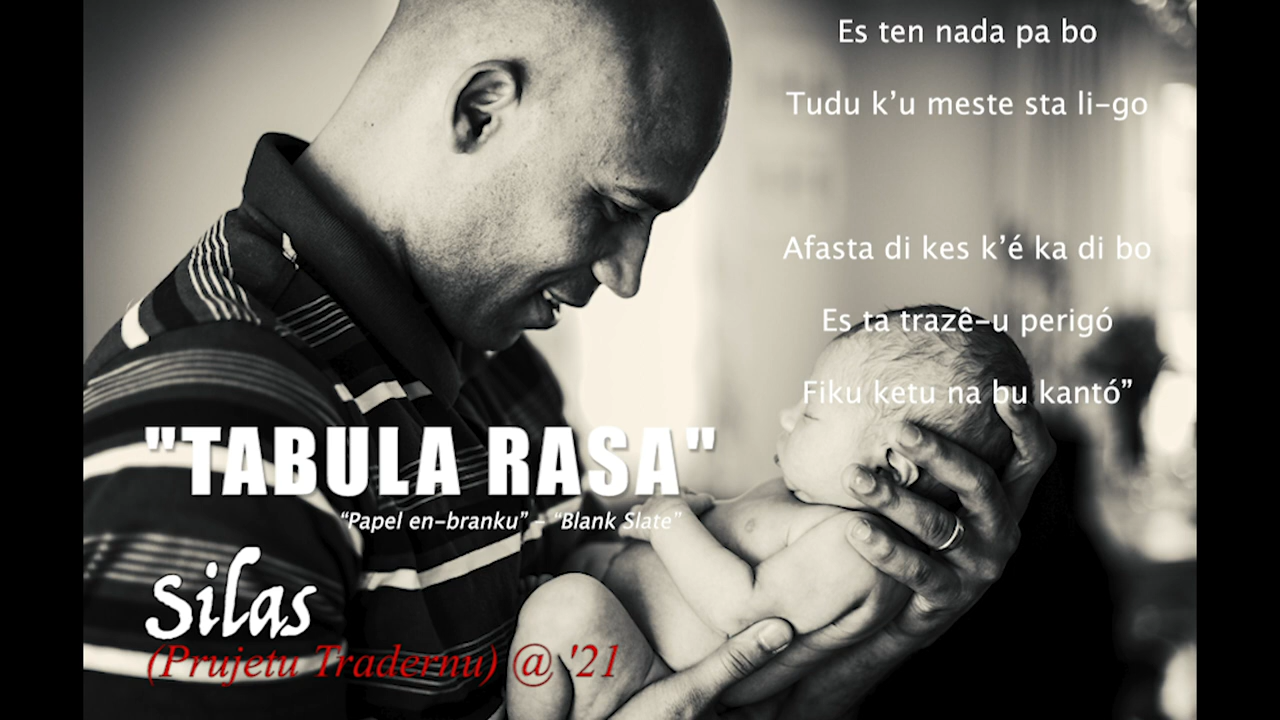 Es ten nada pa bo
Tudu k’u meste sta li-go
Afasta di kes k’é ka di bo
Es ta trazê-u perigó
Fiku ketu na bu kantó”
"TABULA RASA"
“Papel en-branku” - “Blank Slate”
Silas
(Prujetu Tradernu) @ '21